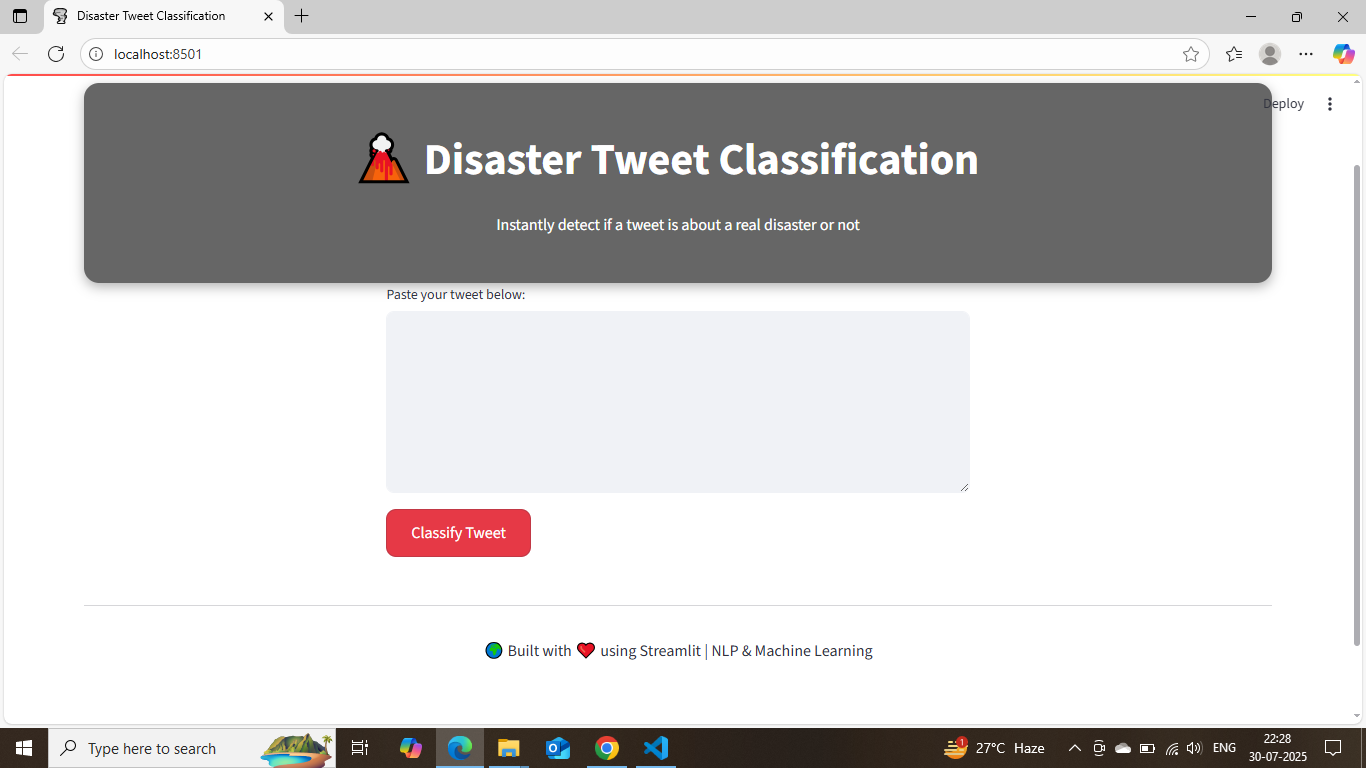 Disaster Tweet Classification
localhost:8501
Deploy
Disaster Tweet Classification
Instantly detect if a tweet is about a real disaster or not
Paste your tweet below:
Classify Tweet
Built with using Streamlit | NLP & Machine Learning
Type here to search
1
27°C Haze
ENG
22:28
30-07-2025